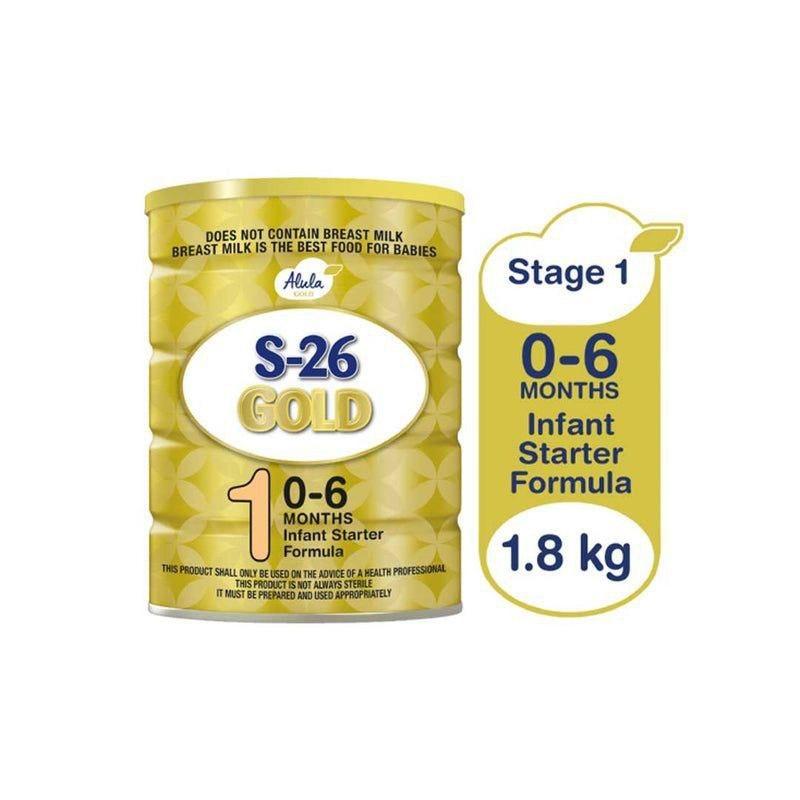 DOES NOT CONTAIN BREAST MILK
BREAST MILK IS THE BEST FOOD FOR BABIES
Alula
GOLD
S-26
GOLD
1
0-6
MONTHS
Infant Starter
Formula
THIS PRODUCT SHALL ONLY BE USED ON THE ADVICE OF A HEALTH PROFESSIONAL
THIS PRODUCT IS NOT ALWAYS STERILE
IT MUST BE PREPARED AND USED APPROPRIATELY
Stage 1
0-6
MONTHS
Infant
Starter
Formula
1.8 kg